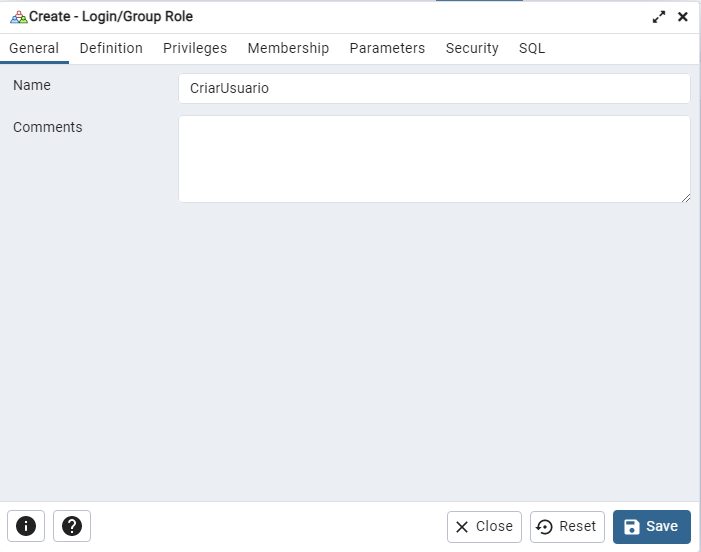 Create - Login/Group Role
General Definition Privileges Membership Parameters Security SQL
Name CriarUsuario
Comments
Close Reset Save